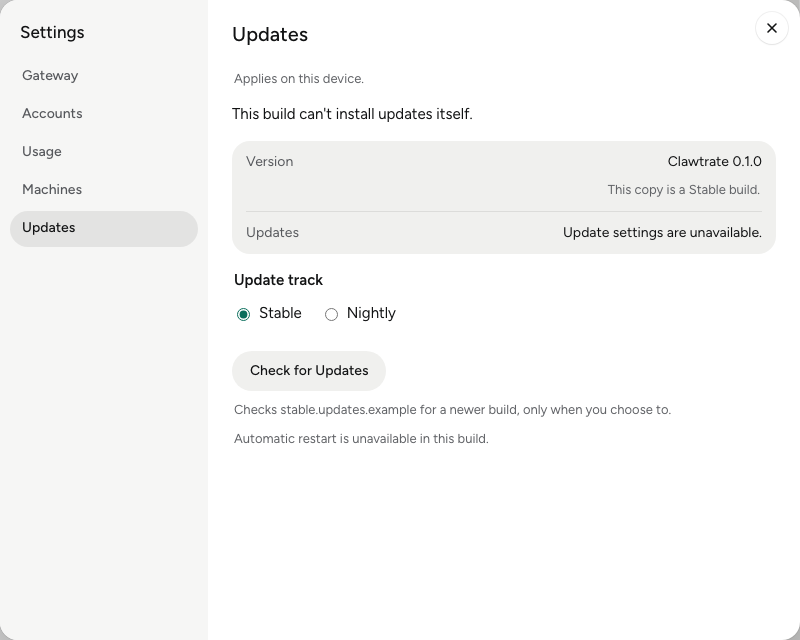 Settings
Gateway
Accounts
Usage
Machines
Updates
Updates
Applies on this device.
This build can't install updates itself.
Version
Clawtrate 0.1.0
This copy is a Stable build.
Updates
Update settings are unavailable.
Update track
Stable
Nightly
Check for Updates
Checks stable.updates.example for a newer build, only when you choose to.
Automatic restart is unavailable in this build.